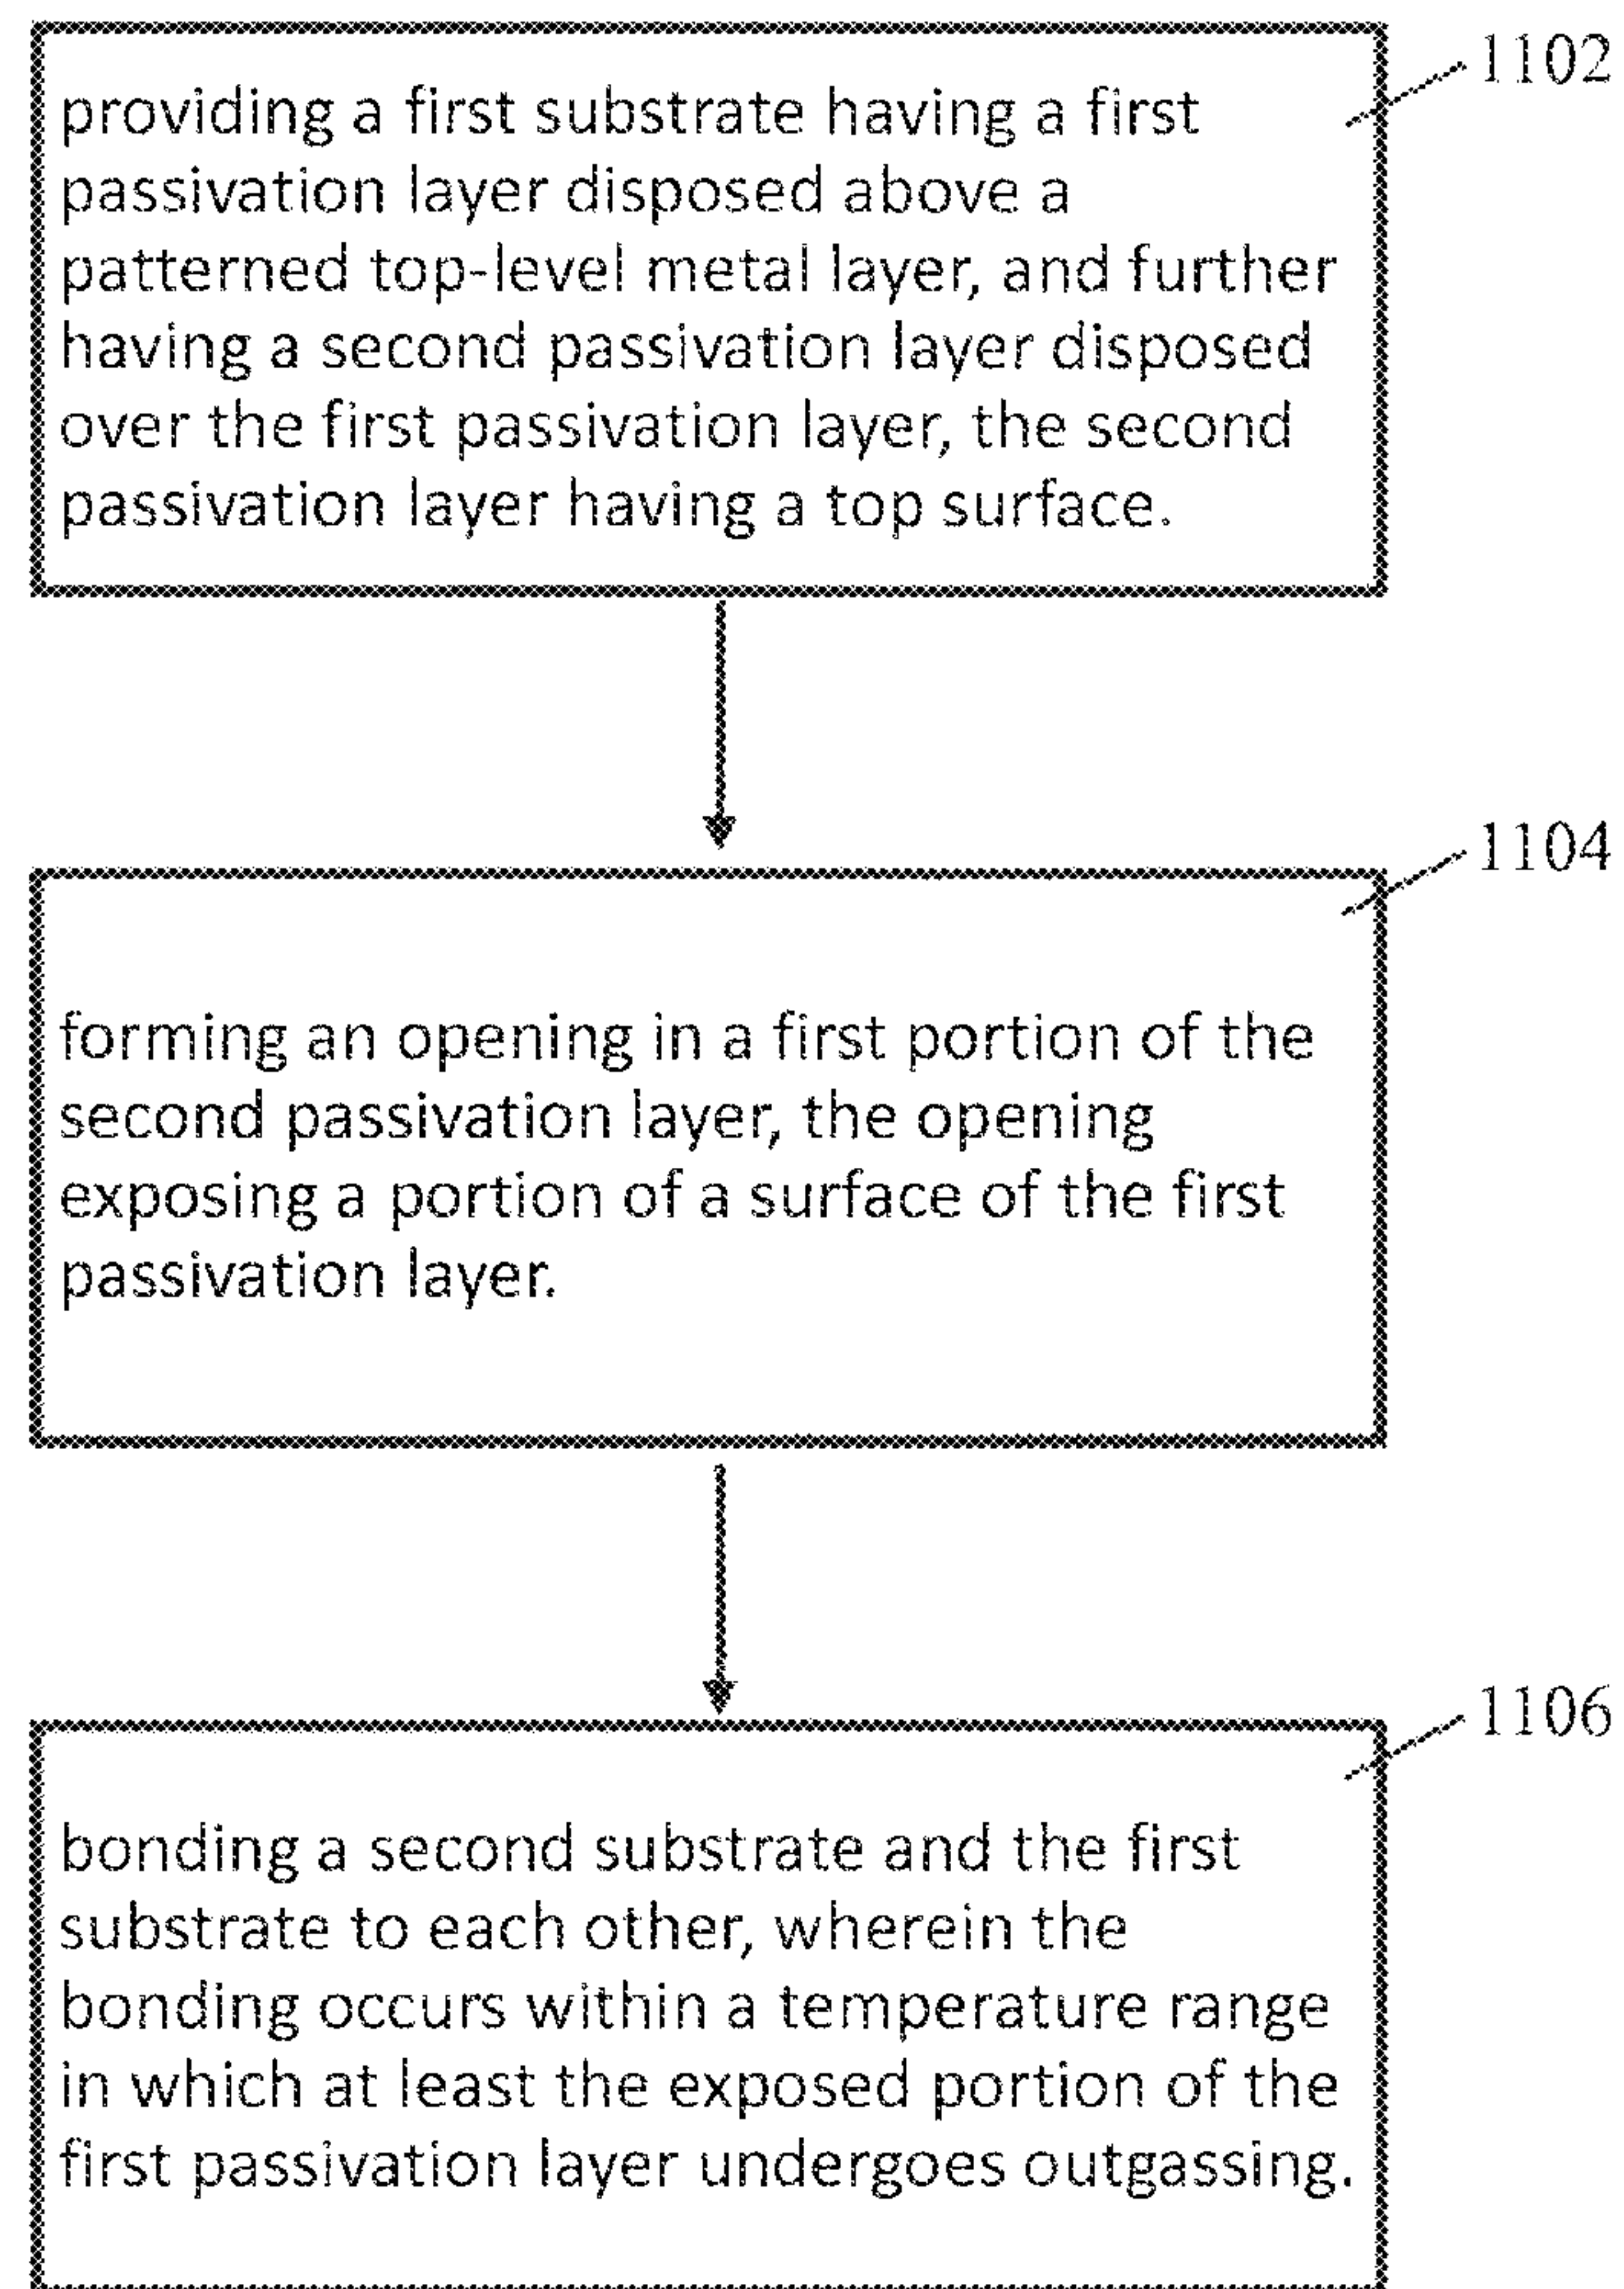 1102
providing a first substrate having a first
passivation layer disposed above a
patterned top-level metal layer, and further
having a second passivation layer disposed
over the first passivation layer, the second
passivation layer having a top surface.
1104
forming an opening in a first portion of the
second passivation layer, the opening
exposing a portion of a surface of the first
passivation layer.
1106
bonding a second substrate and the first
substrate to each other, wherein the
bonding occurs within a temperature range
in which at least the exposed portion of the
first passivation layer undergoes outgassing.